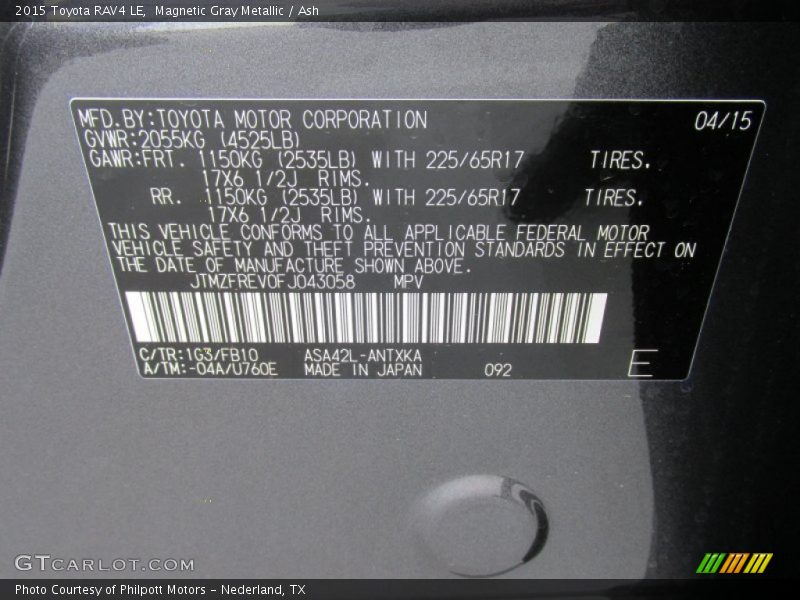 2015 Toyota RAV4 LE,  Magnetic Gray Metallic / Ash
MFD.BY:TOYOTA MOTOR CORPORATION 04/15
GVWR:2055KG (4525LB)
GAWR:FRT. 1150KG (2535LB) WITH 225/65R17 TIRES.
17X6 1/2J RIMS.
RR. 1150KG (2535LB) WITH 225/65R17 TIRES.
17X6 1/2J RIMS.
THIS VEHICLE CONFORMS TO ALL APPLICABLE FEDERAL MOTOR
VEHICLE SAFETY AND THEFT PREVENTION STANDARDS IN EFFECT ON
THE DATE OF MANUFACTURE SHOWN ABOVE.
JTMZFREV0FJ043058 MPV
C/TR:1G3/FB10 ASA42L-ANTXKA
A/TM:-04A/U760E MADE IN JAPAN 092 E
GTCARLOT.COM
Photo Courtesy of Philpott Motors - Nederland, TX